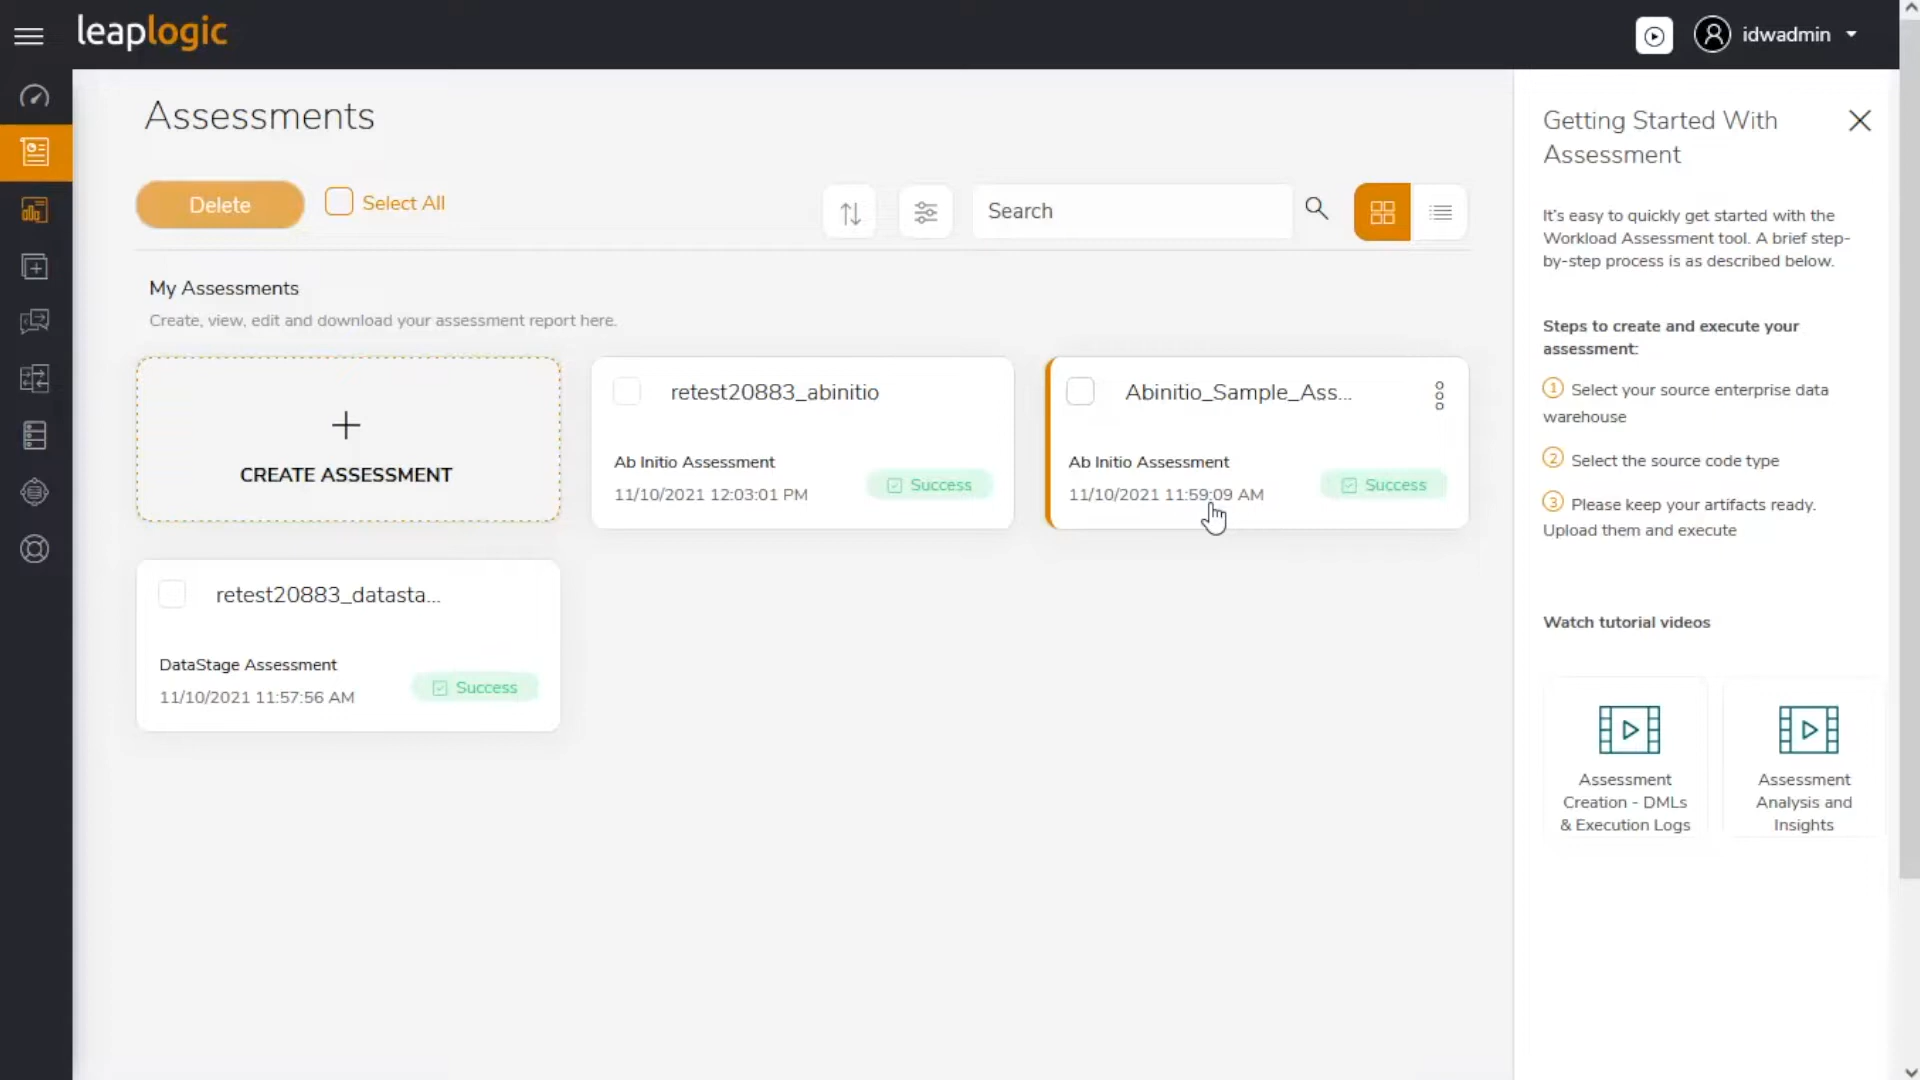 leaplogic
idwadmin
Assessments
Delete
Select All
Search
My Assessments
Create, view, edit and download your assessment report here.
CREATE ASSESSMENT
retest20883_abinitio
Ab Initio Assessment
11/10/2021 12:03:01 PM
Success
Abinitio_Sample_Ass...
Ab Initio Assessment
11/10/2021 11:59:09 AM
Success
retest20883_datasta...
DataStage Assessment
11/10/2021 11:57:56 AM
Success
Getting Started With
Assessment
It's easy to quickly get started with the
Workload Assessment tool. A brief step-
by-step process is as described below.
Steps to create and execute your
assessment:
1 Select your source enterprise data
warehouse
2 Select the source code type
3 Please keep your artifacts ready.
Upload them and execute
Watch tutorial videos
Assessment
Creation - DMLs
& Execution Logs
Assessment
Analysis and
Insights